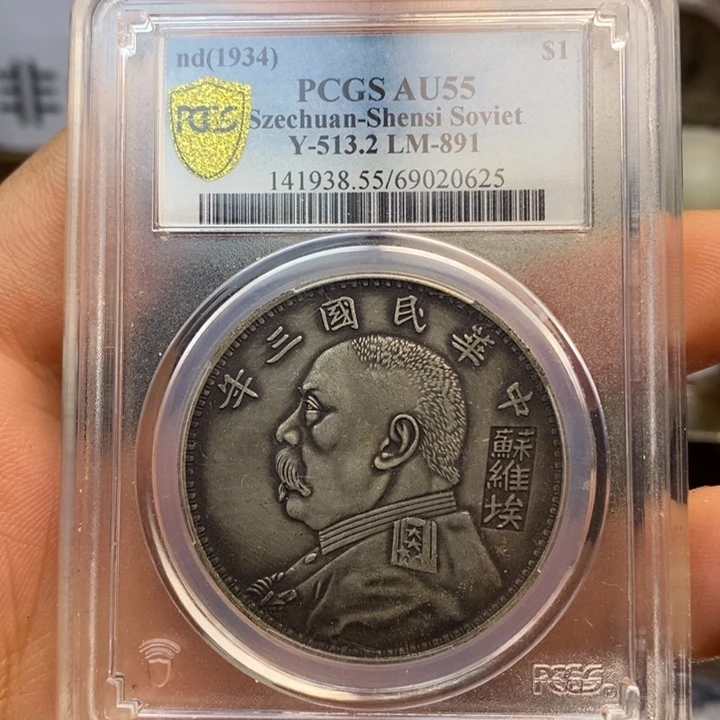 nd(1934) $1
PCGS AU55
PCGS Szechuan-Shensi Soviet
Y-513.2 LM-891
141938.55/69020625
中華民國三年
蘇維埃
PCGS